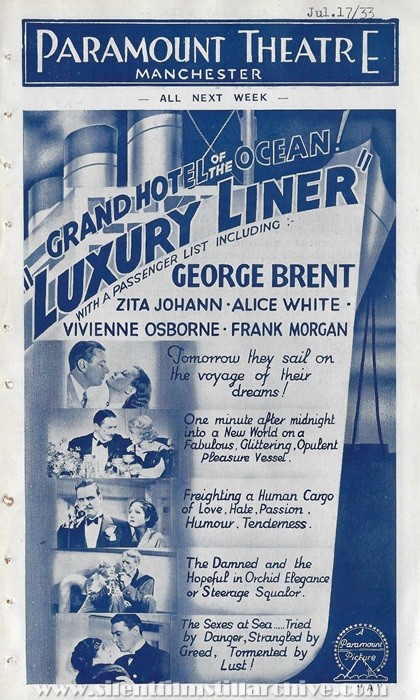 Jul.17/33
PARAMOUNT THEATRE
MANCHESTER
— ALL NEXT WEEK —
GRAND HOTEL OF THE OCEAN!
"LUXURY LINER"
WITH A PASSENGER LIST INCLUDING :-
GEORGE BRENT
ZITA JOHANN · ALICE WHITE ·
VIVIENNE OSBORNE · FRANK MORGAN
Tomorrow they sail on
the voyage of their
dreams!
One minute after midnight
into a New World on a
Fabulous, Glittering, Opulent
Pleasure Vessel.
Freighting a Human Cargo
of Love, Hate, Passion,
Humour, Tenderness.
The Damned and the
Hopeful in Orchid Elegance
or Steerage Squalor.
The Sexes at Sea.....Tried
by Danger, Strangled by
Greed, Tormented by
Lust!
A
Paramount
Picture
www.silentfilmstillarchive.com